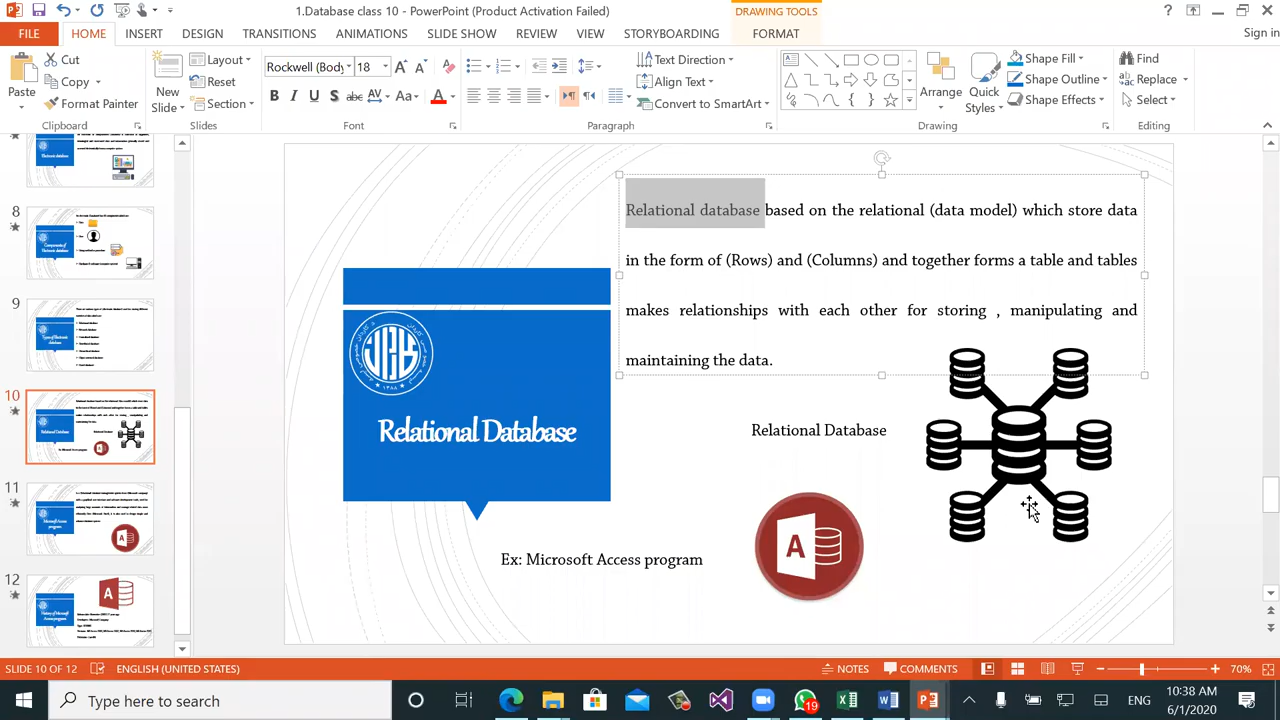 1.Database class 10 - PowerPoint (Product Activation Failed)
DRAWING TOOLS
Sign in
FILE HOME INSERT DESIGN TRANSITIONS ANIMATIONS SLIDE SHOW REVIEW VIEW STORYBOARDING FORMAT
Paste
Cut
Copy
Format Painter
Clipboard
New Slide
Layout
Reset
Section
Slides
Rockwell (Body
18
Font
Text Direction
Align Text
Convert to SmartArt
Paragraph
Arrange
Quick Styles
Shape Fill
Shape Outline
Shape Effects
Drawing
Find
Replace
Select
Editing
8
9
10
11
12
Relational database based on the relational (data model) which store data
in the form of (Rows) and (Columns) and together forms a table and tables
makes relationships with each other for storing , manipulating and
maintaining the data.
Relational Database
Relational Database
Ex: Microsoft Access program
A
SLIDE 10 OF 12
ENGLISH (UNITED STATES)
NOTES
COMMENTS
70%
Type here to search
19
ENG
10:38 AM
6/1/2020